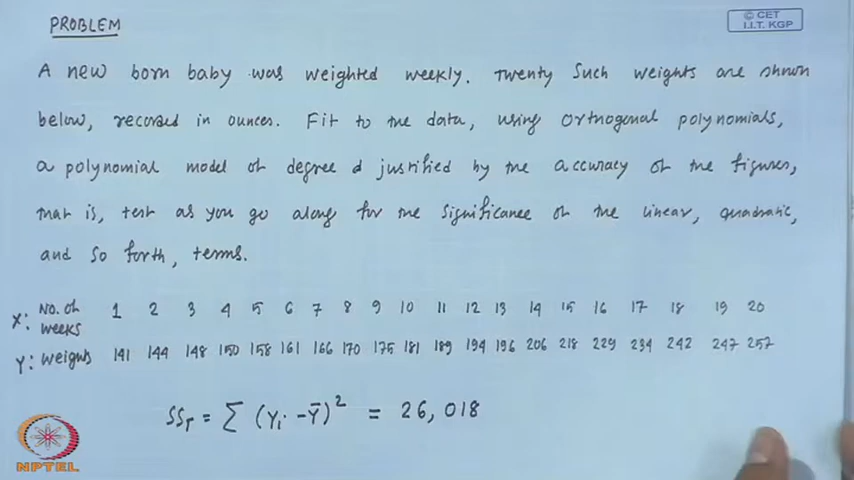 PROBLEM
© CET
I.I.T. KGP
A new born baby was weighted weekly. Twenty such weights are shown
below, recorded in ounces. Fit to the data, using orthogonal polynomials,
a polynomial model of degree d justified by the accuracy of the figures,
that is, test as you go along for the significance of the linear, quadratic,
and so forth, terms.
X: No. of weeks 1 2 3 4 5 6 7 8 9 10 11 12 13 14 15 16 17 18 19 20
Y: weights 141 144 148 150 158 161 166 170 175 181 189 194 196 206 218 229 234 242 247 257
SS_T = Σ (Y_i - Ȳ)² = 26,018
NPTEL